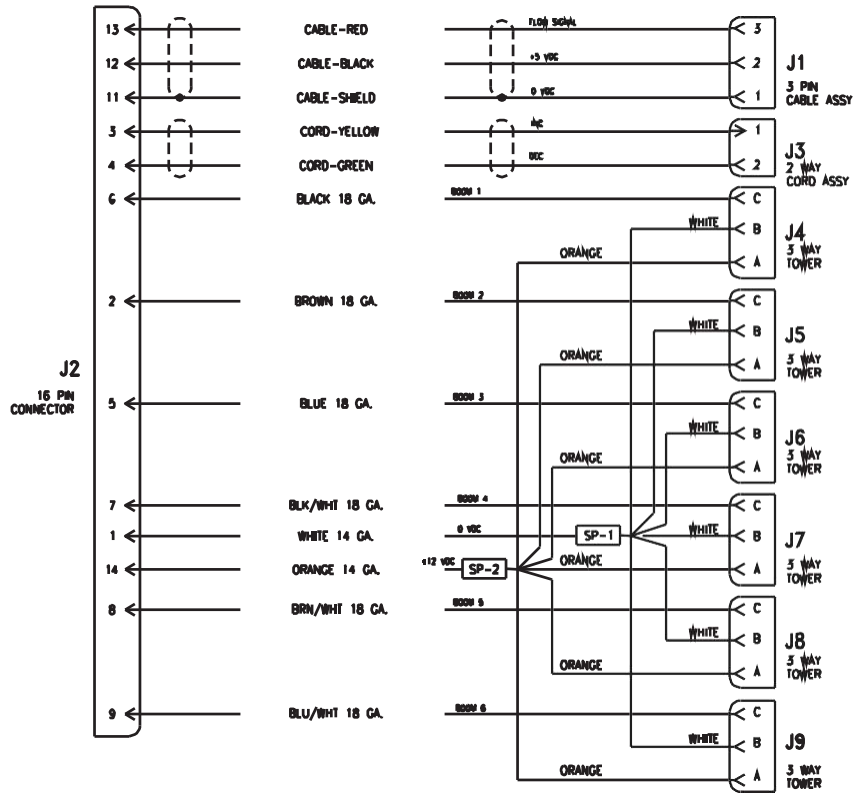 13 CABLE-RED FLOW SIGNAL 3
12 CABLE-BLACK +5 VDC 2 J1
11 CABLE-SHIELD 0 VDC 1 3 PIN
CABLE ASSY
3 CORD-YELLOW 1
4 CORD-GREEN 2 J3
2 WAY
CORD ASSY
6 BLACK 18 GA. BOOM 1 C
WHITE B J4
ORANGE A 3 WAY
TOWER
2 BROWN 18 GA. BOOM 2 C
WHITE B J5
ORANGE A 3 WAY
TOWER
J2
16 PIN
CONNECTOR
5 BLUE 18 GA. BOOM 3 C
WHITE B J6
ORANGE A 3 WAY
TOWER
7 BLK/WHT 18 GA. BOOM 4 C
1 WHITE 14 GA. 0 VDC SP-1 WHITE B J7
14 ORANGE 14 GA. +12 VDC SP-2 ORANGE A 3 WAY
TOWER
8 BRN/WHT 18 GA. BOOM 5 C
WHITE B J8
ORANGE A 3 WAY
TOWER
9 BLU/WHT 18 GA. BOOM 6 C
WHITE B J9
ORANGE A 3 WAY
TOWER